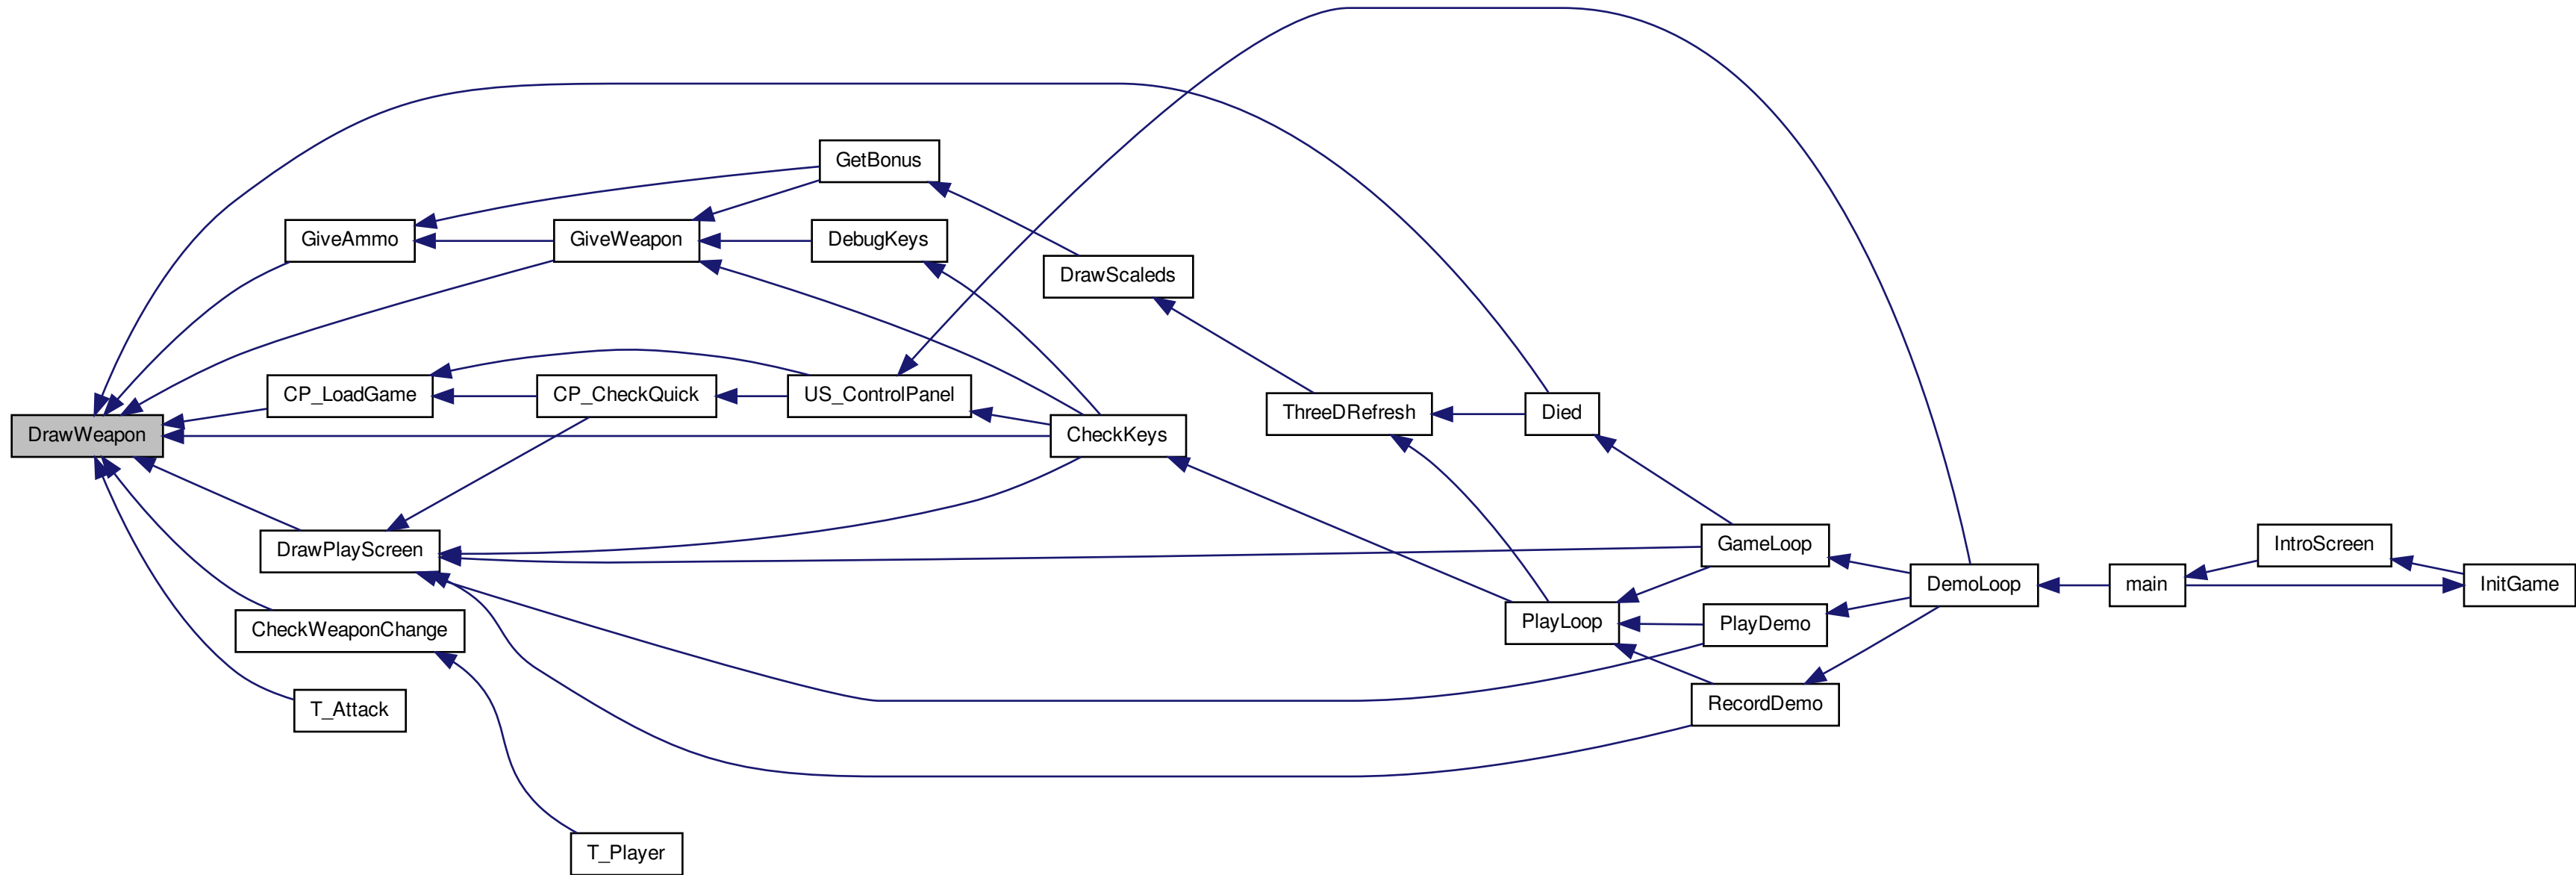 GetBonus
GiveAmmo
GiveWeapon
DebugKeys
DrawScaleds
CP_LoadGame
CP_CheckQuick
US_ControlPanel
ThreeDRefresh
Died
DrawWeapon
CheckKeys
DrawPlayScreen
GameLoop
IntroScreen
DemoLoop
main
InitGame
CheckWeaponChange
PlayLoop
PlayDemo
T_Attack
RecordDemo
T_Player